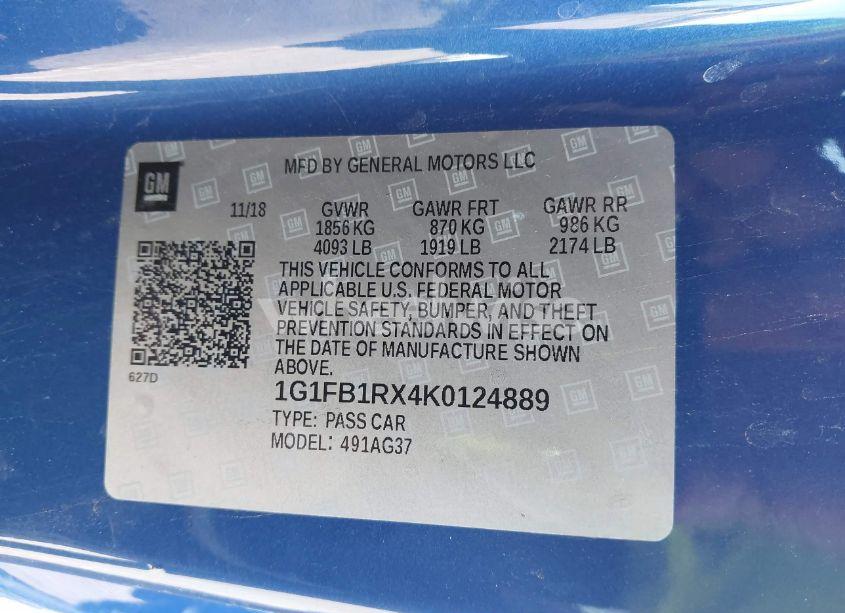 GM
MFD BY GENERAL MOTORS LLC
11/18 GVWR GAWR FRT GAWR RR
1856 KG 870 KG 986 KG
4093 LB 1919 LB 2174 LB
THIS VEHICLE CONFORMS TO ALL
APPLICABLE U.S. FEDERAL MOTOR
VEHICLE SAFETY, BUMPER, AND THEFT
PREVENTION STANDARDS IN EFFECT ON
THE DATE OF MANUFACTURE SHOWN
ABOVE.
627D
1G1FB1RX4K0124889
TYPE: PASS CAR
MODEL: 491AG37